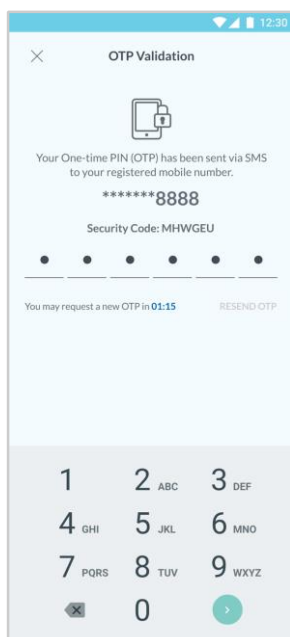 12:30
OTP Validation
Your One-time PIN (OTP) has been sent via SMS
to your registered mobile
number.
*******8888
Security Code: MHWGEU
You may request a new OTP in 01:15 RESEND OTP
1 2 ABC 3 DEF
4 GHI 5 JKL 6 MNO
7 PQRS 8 TUV 9 WXYZ
0